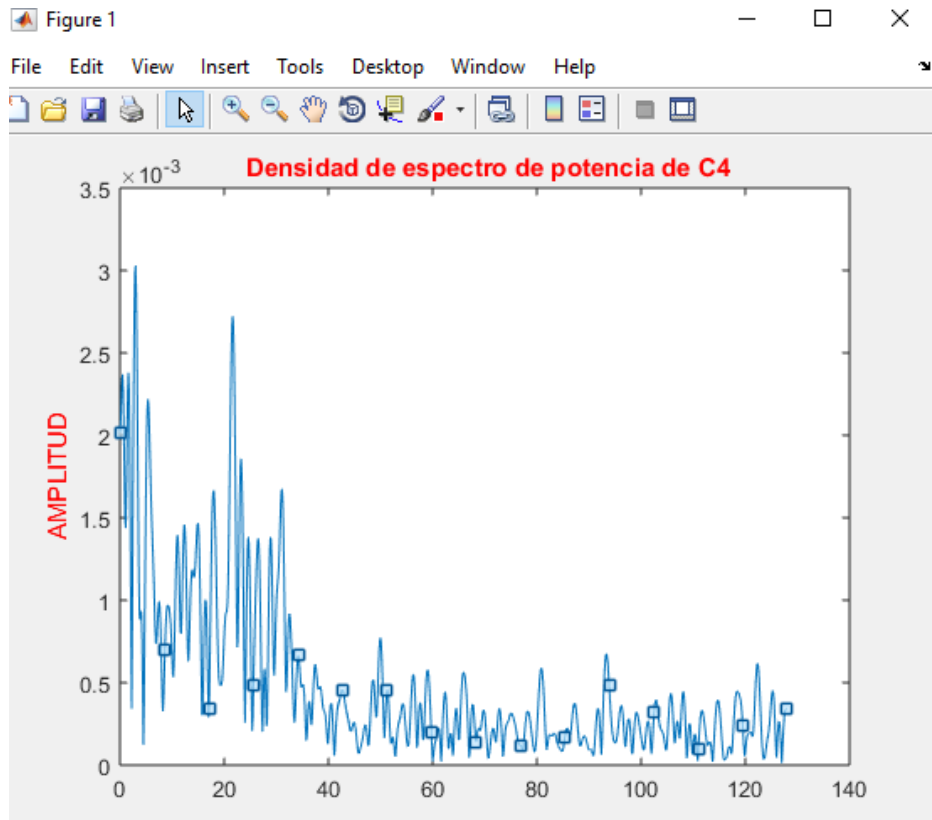 Figure 1
File Edit View Insert Tools Desktop Window Help
Densidad de espectro de potencia de C4
×10^-3
3.5
3
2.5
2
1.5
1
0.5
0
AMPLITUD
0 20 40 60 80 100 120 140